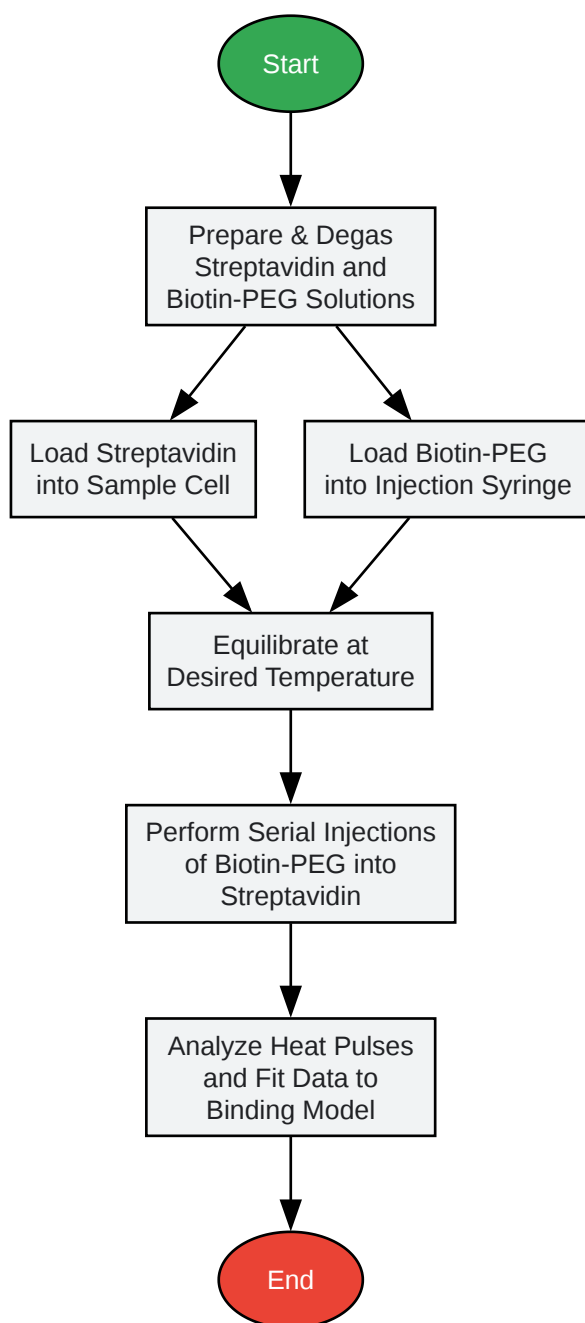 Start
Prepare & Degas
Streptavidin and
Biotin-PEG Solutions
Load Streptavidin
into Sample Cell
Load Biotin-PEG
into Injection Syringe
Equilibrate at
Desired Temperature
Perform Serial Injections
of Biotin-PEG into
Streptavidin
Analyze Heat Pulses
and Fit Data to
Binding Model
End